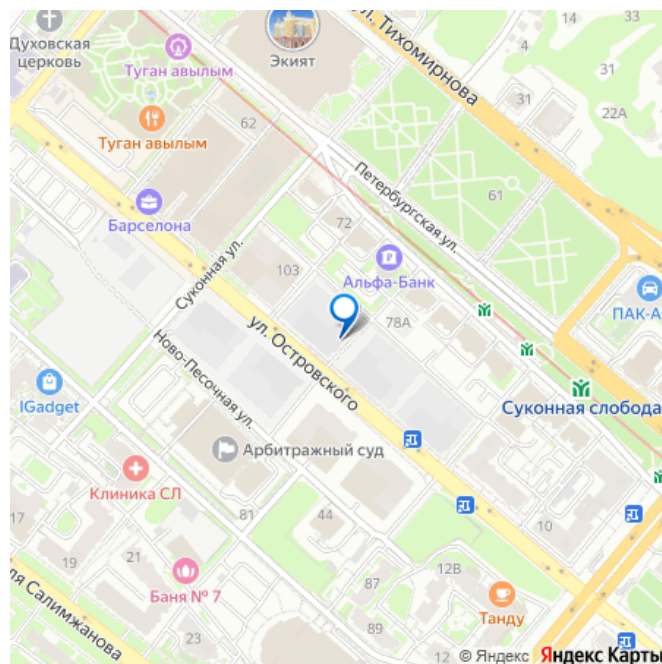 14
33
ул. Тихомирнова
4
Духовская
церковь
Экият
31
Туган авылым
31
22А
62
Туган авылым
Петербургская ул.
61
Барселона
72
Суконная ул.
103
Альфа-Банк
ПАК-А
78А
ул. Островского
Ново-Песочная ул.
IGadget
Суконная слобода
Арбитражный суд
Клиника СЛ
17
81
44
10
19
21
12В
87
Баня № 7
Танду
ля Салимжанова
23
89
12
© Яндекс Яндекс Карты